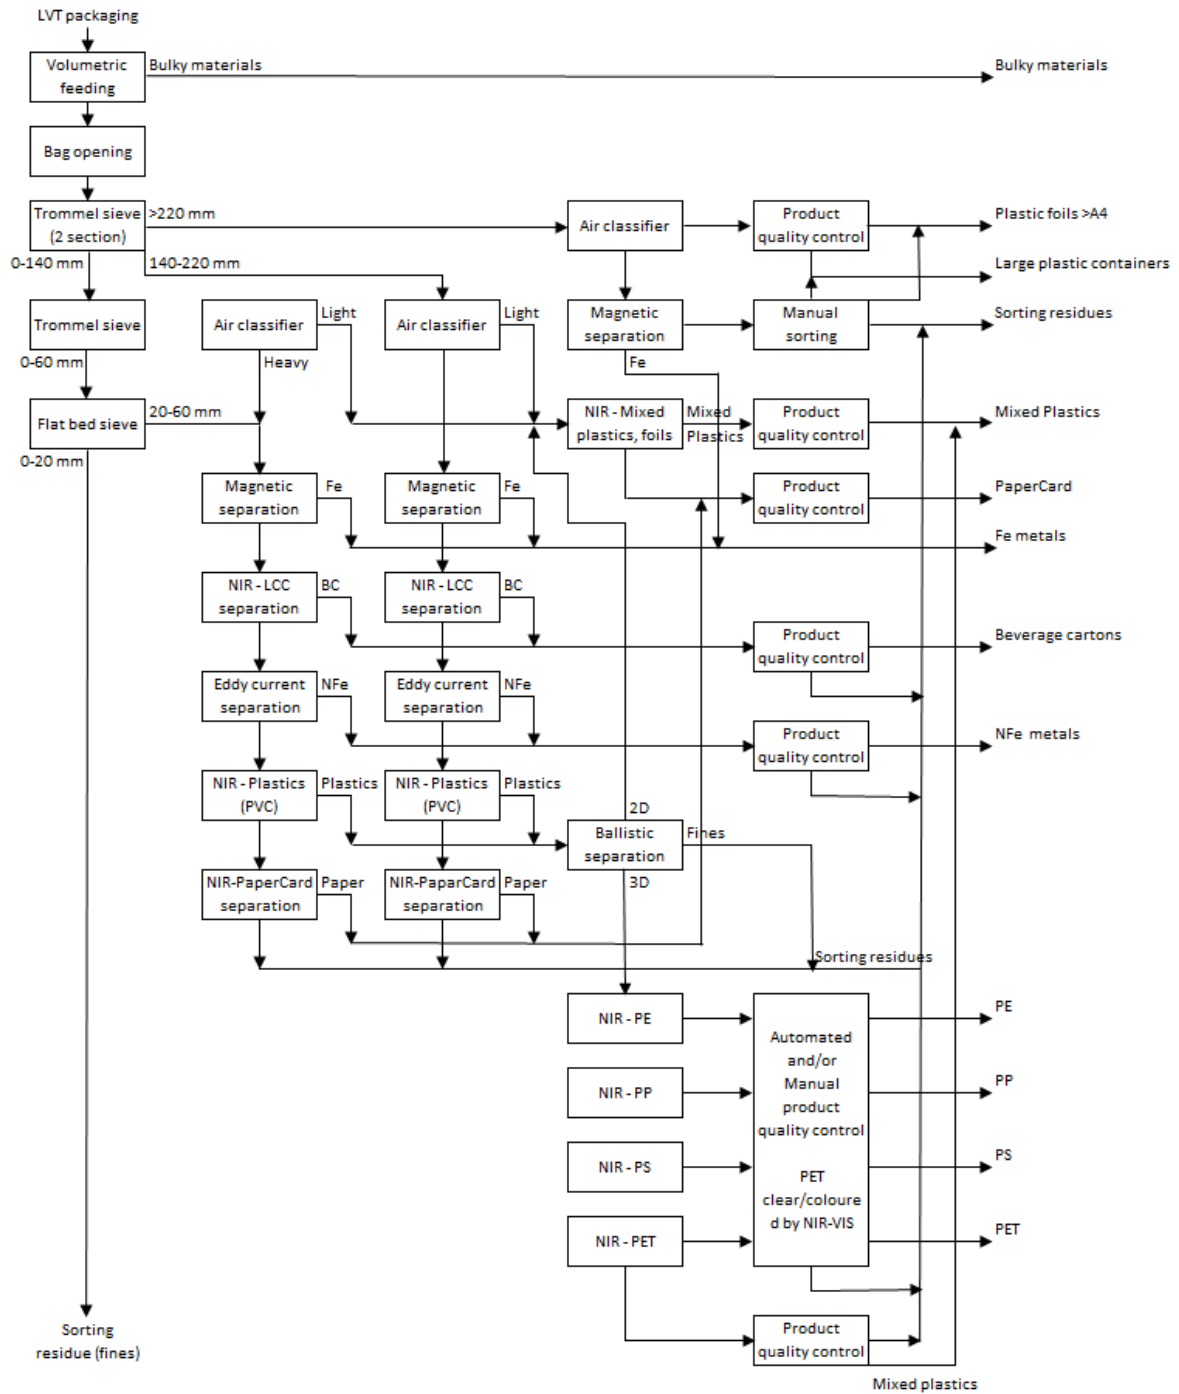 LVT packaging
Volumetric
feeding
Bulky materials
Bulky materials
Bag opening
Trommel sieve
(2 section)
>220 mm
Air classifier
Product
quality control
Plastic foils >A4
0-140 mm
140-220 mm
Large plastic containers
Trommel sieve
Air classifier
Light
Air classifier
Light
Magnetic
separation
Manual
sorting
Sorting residues
0-60 mm
Heavy
Fe
Flat bed sieve
20-60 mm
NIR - Mixed
plastics, foils
Mixed
Plastics
Product
quality control
Mixed Plastics
0-20 mm
Magnetic
separation
Fe
Magnetic
separation
Fe
Product
quality control
PaperCard
Fe metals
NIR - LCC
separation
BC
NIR - LCC
separation
BC
Product
quality control
Beverage cartons
Eddy current
separation
NFe
Eddy current
separation
NFe
Product
quality control
NFe metals
NIR - Plastics
(PVC)
Plastics
NIR - Plastics
(PVC)
Plastics
2D
Ballistic
separation
Fines
3D
NIR-PaperCard
separation
Paper
NIR-PaparCard
separation
Paper
Sorting residues
NIR - PE
Automated
and/or
Manual
product
quality control
PET
clear/coloure
d by NIR-VIS
PE
NIR - PP
PP
NIR - PS
PS
NIR - PET
PET
Sorting
residue (fines)
Product
quality control
Mixed plastics